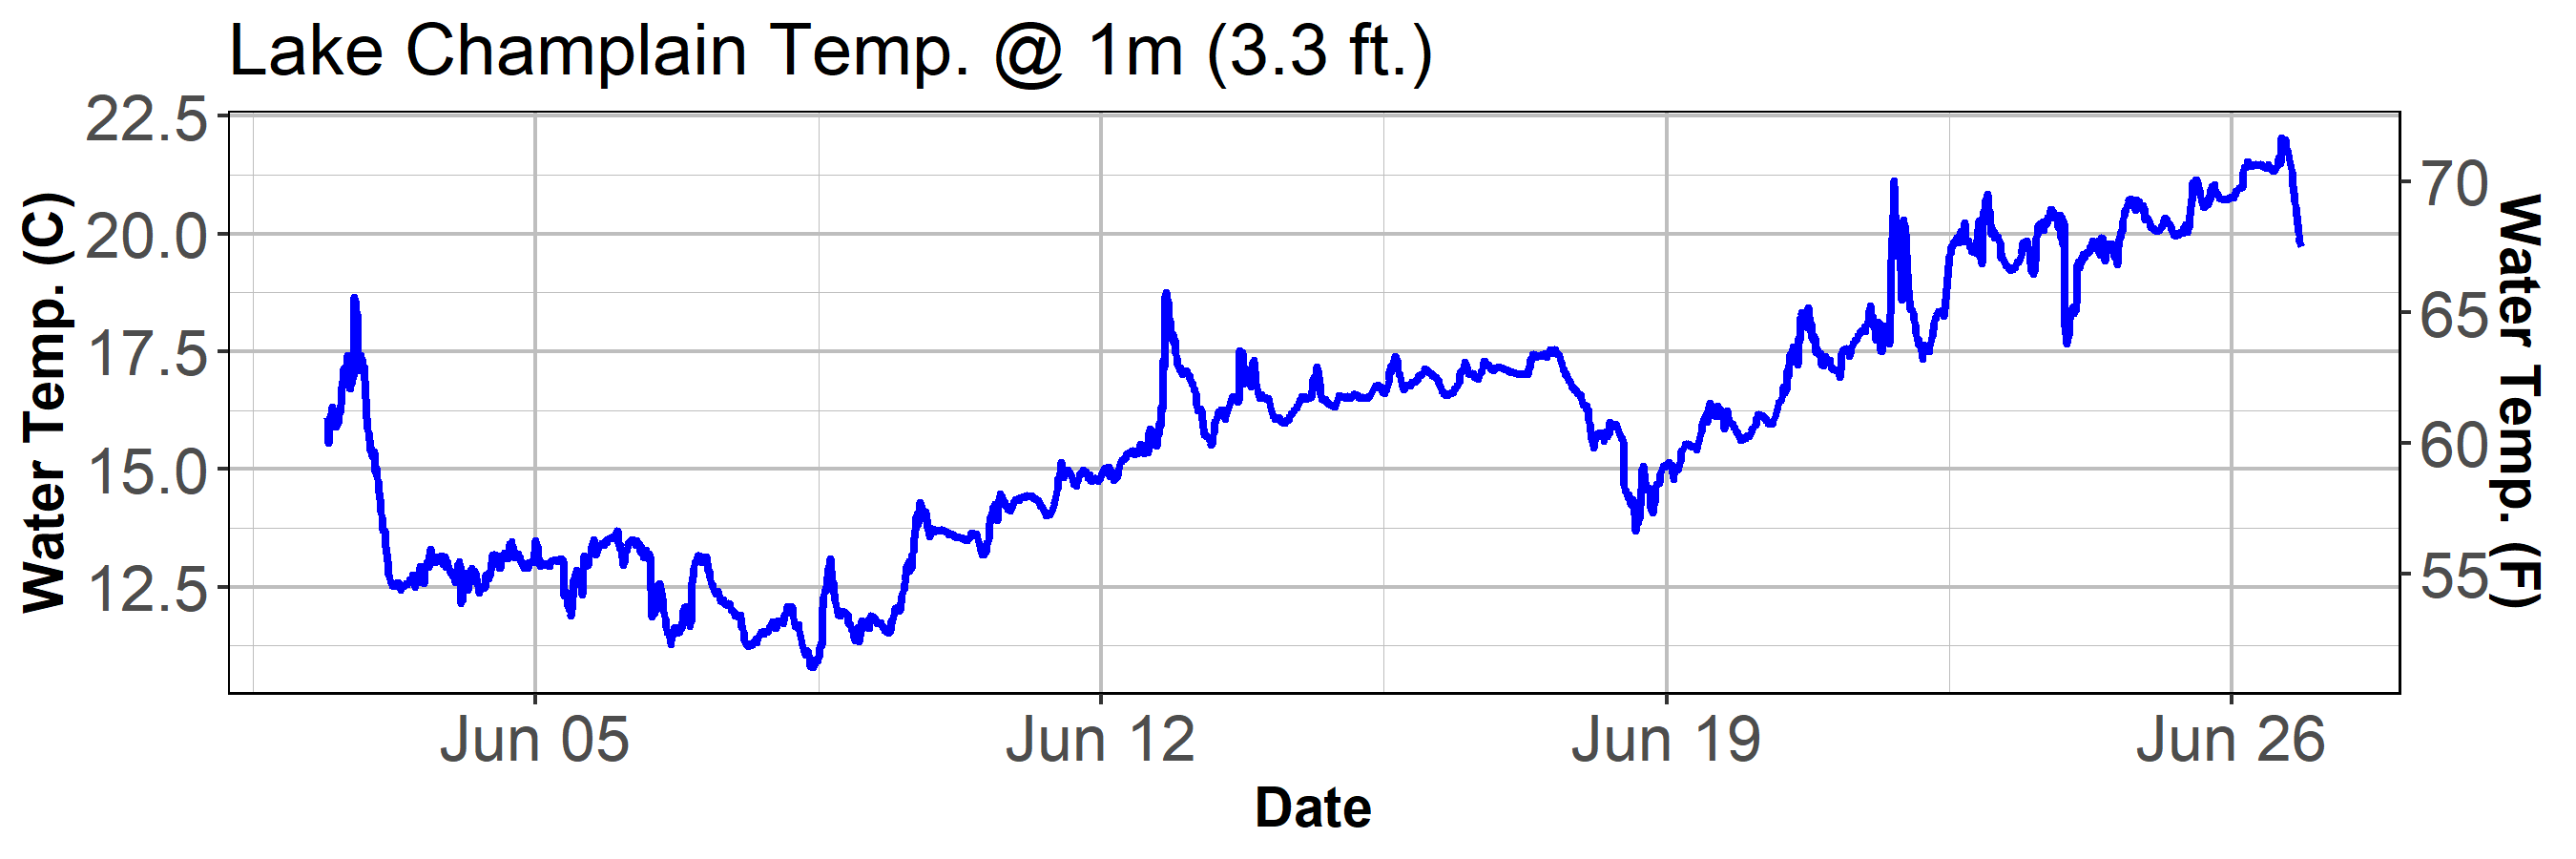 Lake Champlain Temp. @ 1m (3.3 ft.)
22.5
20.0
17.5
15.0
12.5
Water Temp. (C)
70
65
60
55
Water Temp. (F)
Jun 05
Jun 12
Jun 19
Jun 26
Date